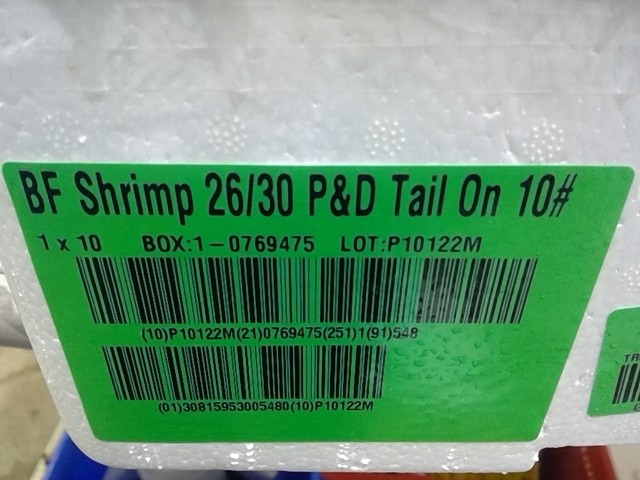 BF Shrimp 26/30 P&D Tail On 10#
1 x 10 BOX:1-0769475 LOT:P10122M
(10)P10122M(21)0769475(251)1(91)548
(01)30815953005480(10)P10122M